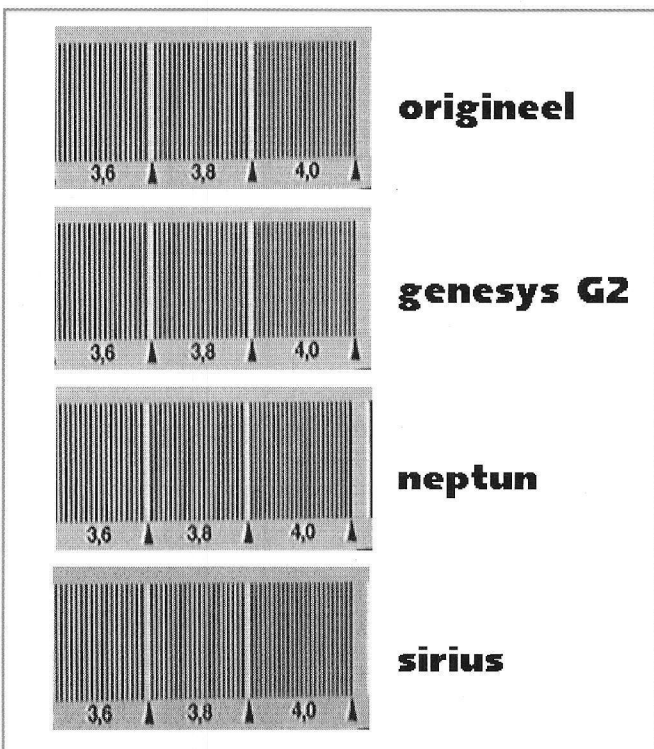 origineel
3,6 3,8 4,0
genesys G2
3,6 3,8 4,0
neptun
3,6 3,8 4,0
sirius
3,6 3,8 4,0